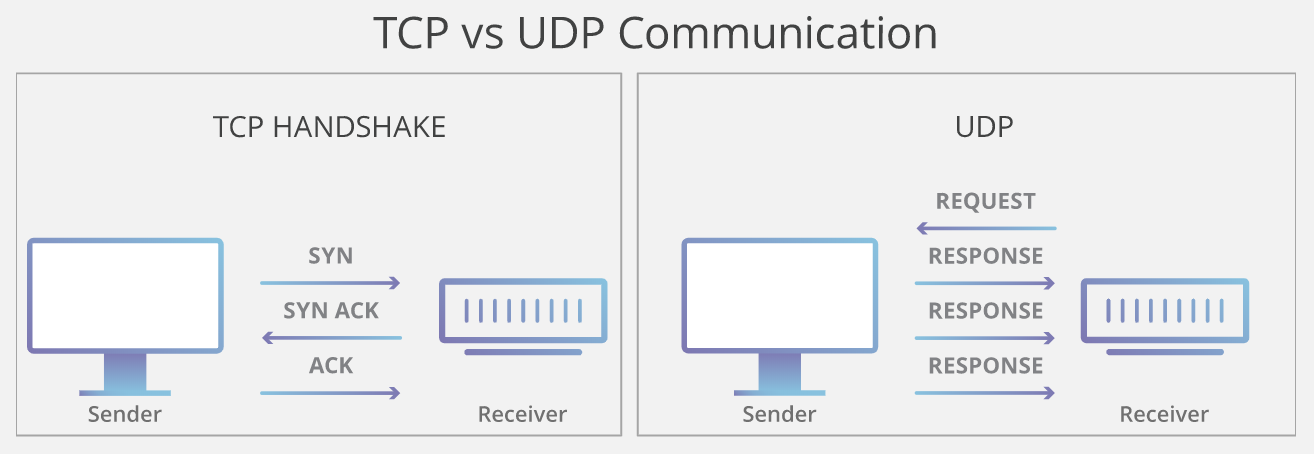 TCP vs UDP Communication
TCP HANDSHAKE
SYN
SYN ACK
ACK
Sender
Receiver
UDP
REQUEST
RESPONSE
RESPONSE
RESPONSE
Sender
Receiver